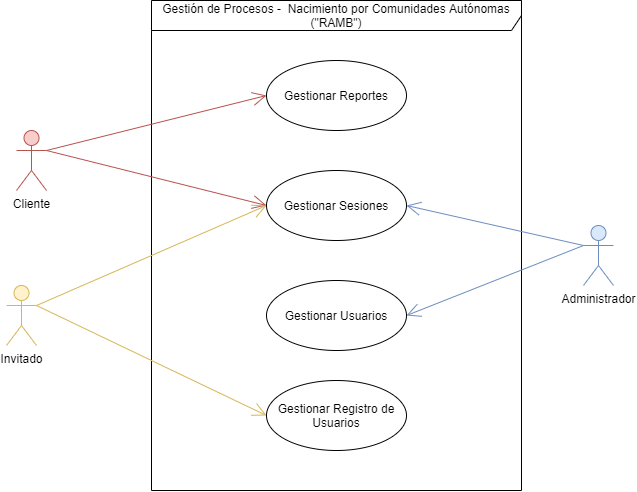 Gestión de Procesos -  Nacimiento por Comunidades Autónomas
("RAMB")
Gestionar Reportes
Cliente
Gestionar Sesiones
Administrador
Gestionar Usuarios
Invitado
Gestionar Registro de
Usuarios